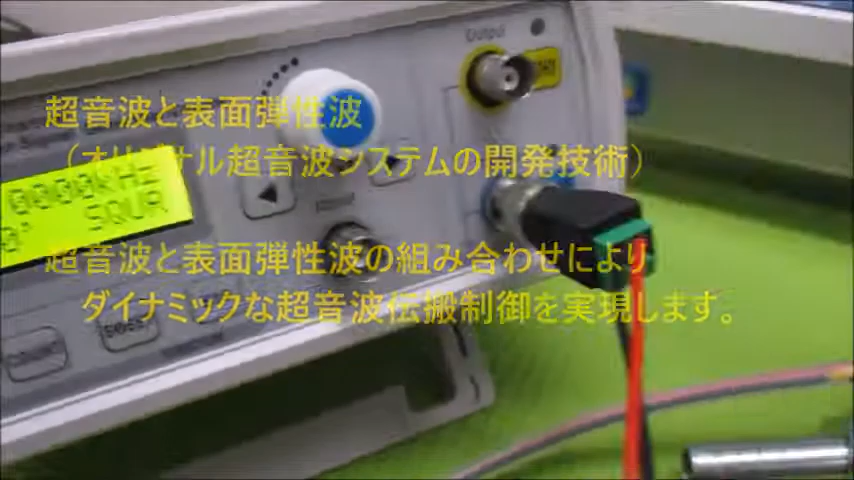 Output
超音波と表面弾性波
（オリジナル超音波システムの開発技術）
0000kHz
SQUR
超音波と表面弾性波の組み合わせにより
ダイナミックな超音波伝搬制御を実現します。